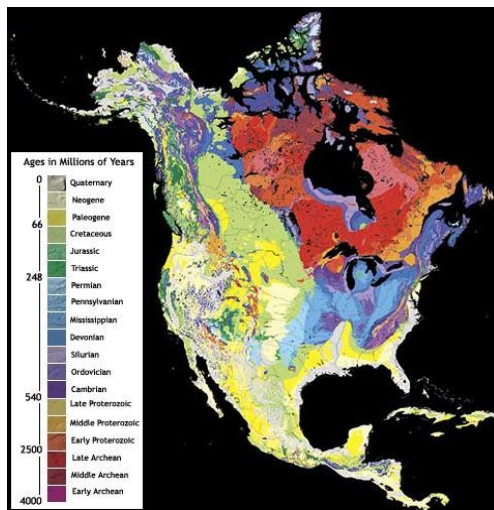 Ages in Millions of Years
0
Quaternary
Neogene
Paleogene
66
Cretaceous
Jurassic
248
Triassic
Permian
Pennsylvanian
Mississippian
Devonian
Silurian
Ordovician
540
Cambrian
Late Proterozoic
Middle Proterozoic
2500
Early Proterozoic
Late Archean
Middle Archean
4000
Early Archean